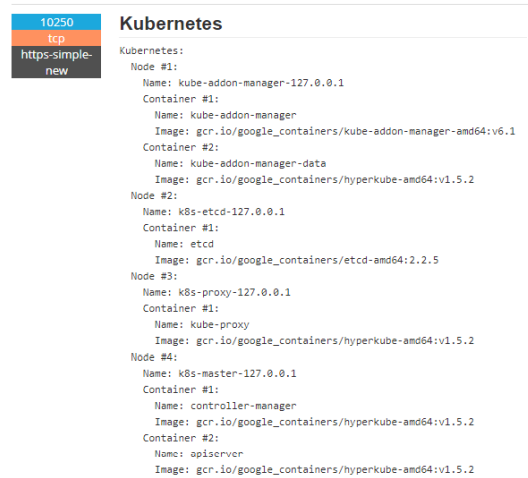 10250
tcp
https-simple-
new
Kubernetes
Kubernetes:
  Node #1:
    Name: kube-addon-manager-127.0.0.1
    Container #1:
      Name: kube-addon-manager
      Image: gcr.io/google_containers/kube-addon-manager-amd64:v6.1
    Container #2:
      Name: kube-addon-manager-data
      Image: gcr.io/google_containers/hyperkube-amd64:v1.5.2
  Node #2:
    Name: k8s-etcd-127.0.0.1
    Container #1:
      Name: etcd
      Image: gcr.io/google_containers/etcd-amd64:2.2.5
  Node #3:
    Name: k8s-proxy-127.0.0.1
    Container #1:
      Name: kube-proxy
      Image: gcr.io/google_containers/hyperkube-amd64:v1.5.2
  Node #4:
    Name: k8s-master-127.0.0.1
    Container #1:
      Name: controller-manager
      Image: gcr.io/google_containers/hyperkube-amd64:v1.5.2
    Container #2:
      Name: apiserver
      Image: gcr.io/google_containers/hyperkube-amd64:v1.5.2